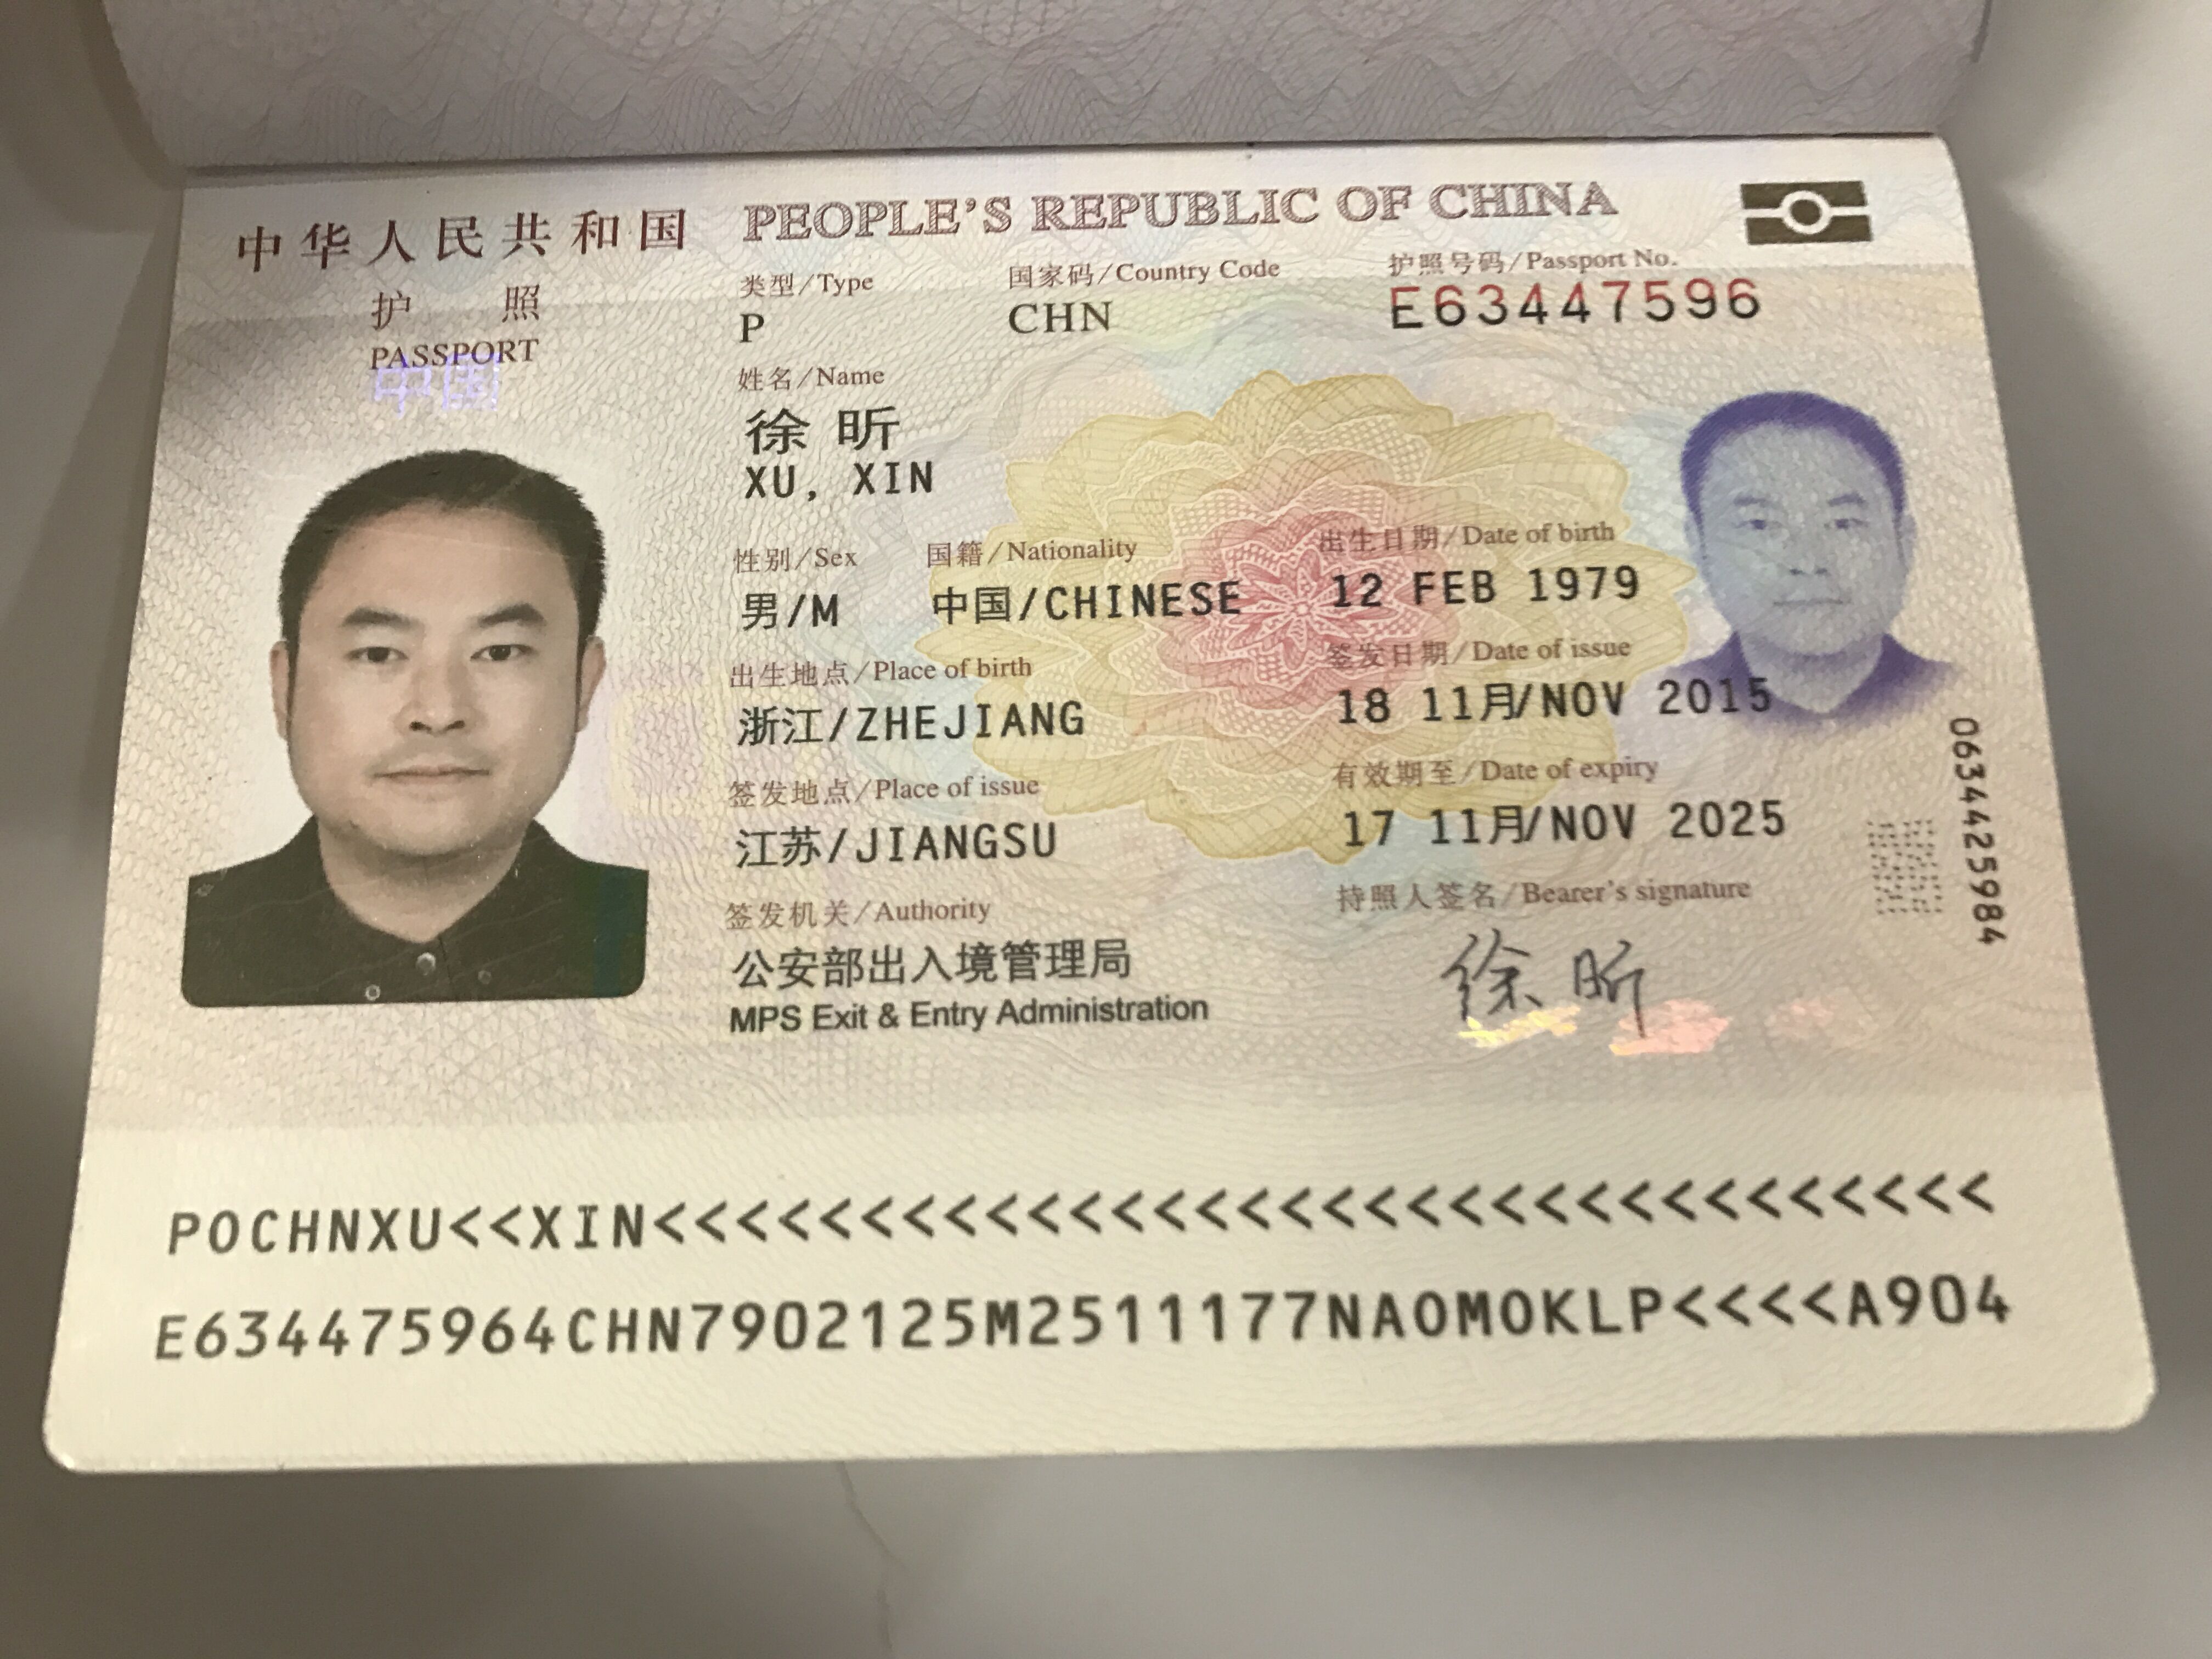 中华人民共和国 PEOPLE'S REPUBLIC OF CHINA
护照
PASSPORT
中国
类型/Type 国家码/Country Code 护照号码/Passport No.
P CHN E63447596
姓名/Name
徐昕
XU, XIN
性别/Sex 国籍/Nationality 出生日期/Date of birth
男/M 中国/CHINESE 12 FEB 1979
出生地点/Place of birth 签发日期/Date of issue
浙江/ZHEJIANG 18 11月/NOV 2015
签发地点/Place of issue 有效期至/Date of expiry
江苏/JIANGSU 17 11月/NOV 2025
签发机关/Authority 持照人签名/Bearer's signature
公安部出入境管理局 徐昕
MPS Exit & Entry Administration
0634425984
POCHNXU<<XIN<<<<<<<<<<<<<<<<<<<<<<<<<<<<<<<<
E634475964CHN7902125M2511177NAOMOKLP<<<<A904